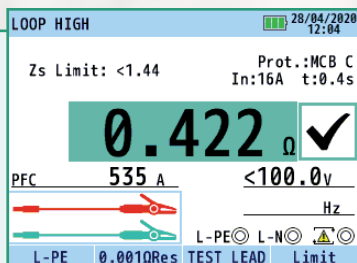 LOOP HIGH 28/04/2020
12:04
Zs Limit: <1.44 Prot.:MCB C
In:16A t:0.4s
0.422 Ω
PFC 535 A <100.0V
Hz
L-PE L-N
L-PE 0.001ΩRes TEST LEAD Limit